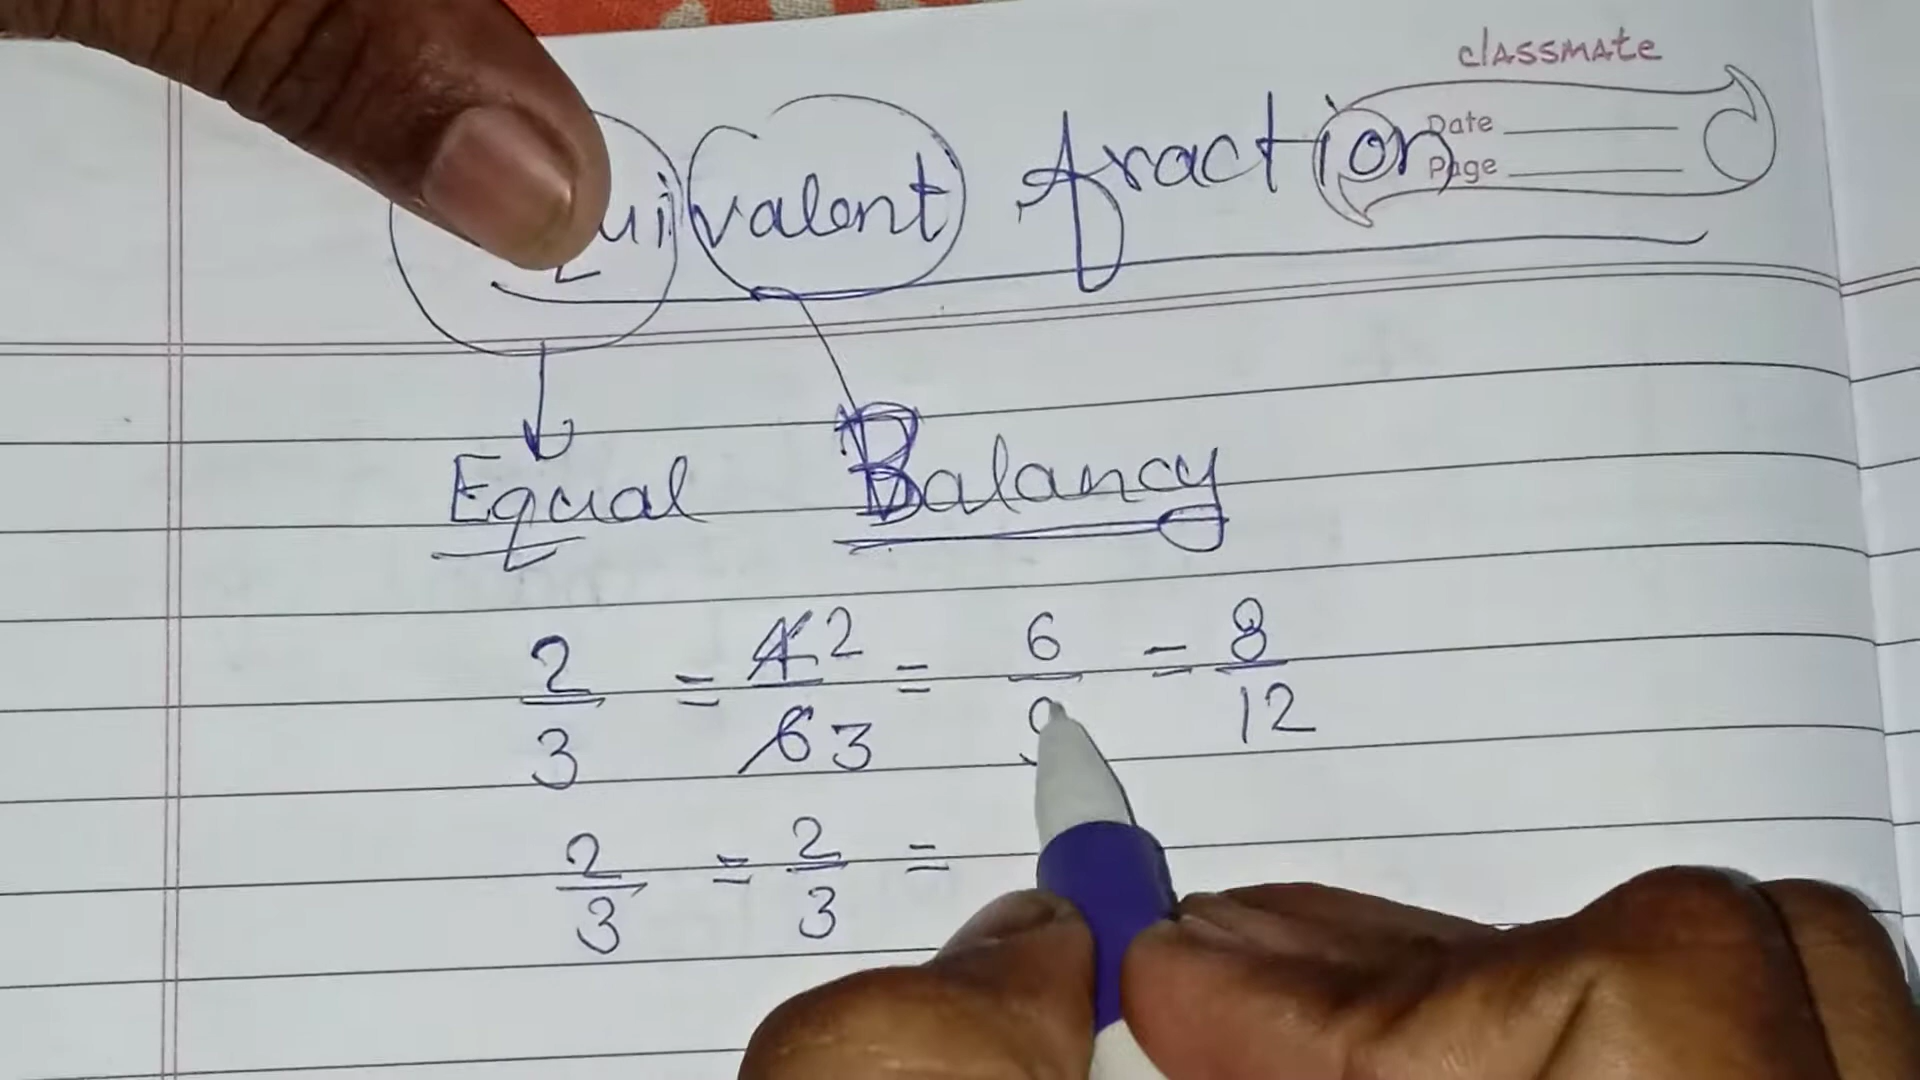 classmate
Date
Page
valent fraction
Equal Balancy
2/3 = 4 2/6 3 = 6/9 = 8/12
2/3 = 2/3 =